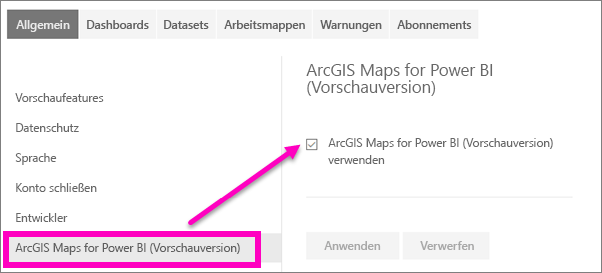 Allgemein Dashboards Datasets Arbeitsmappen Warnungen Abonnements
Vorschaufeatures
Datenschutz
Sprache
Konto schließen
Entwickler
ArcGIS Maps for Power BI (Vorschauversion)
ArcGIS Maps for Power BI
(Vorschauversion)
ArcGIS Maps for Power BI (Vorschauversion)
verwenden
Anwenden Verwerfen